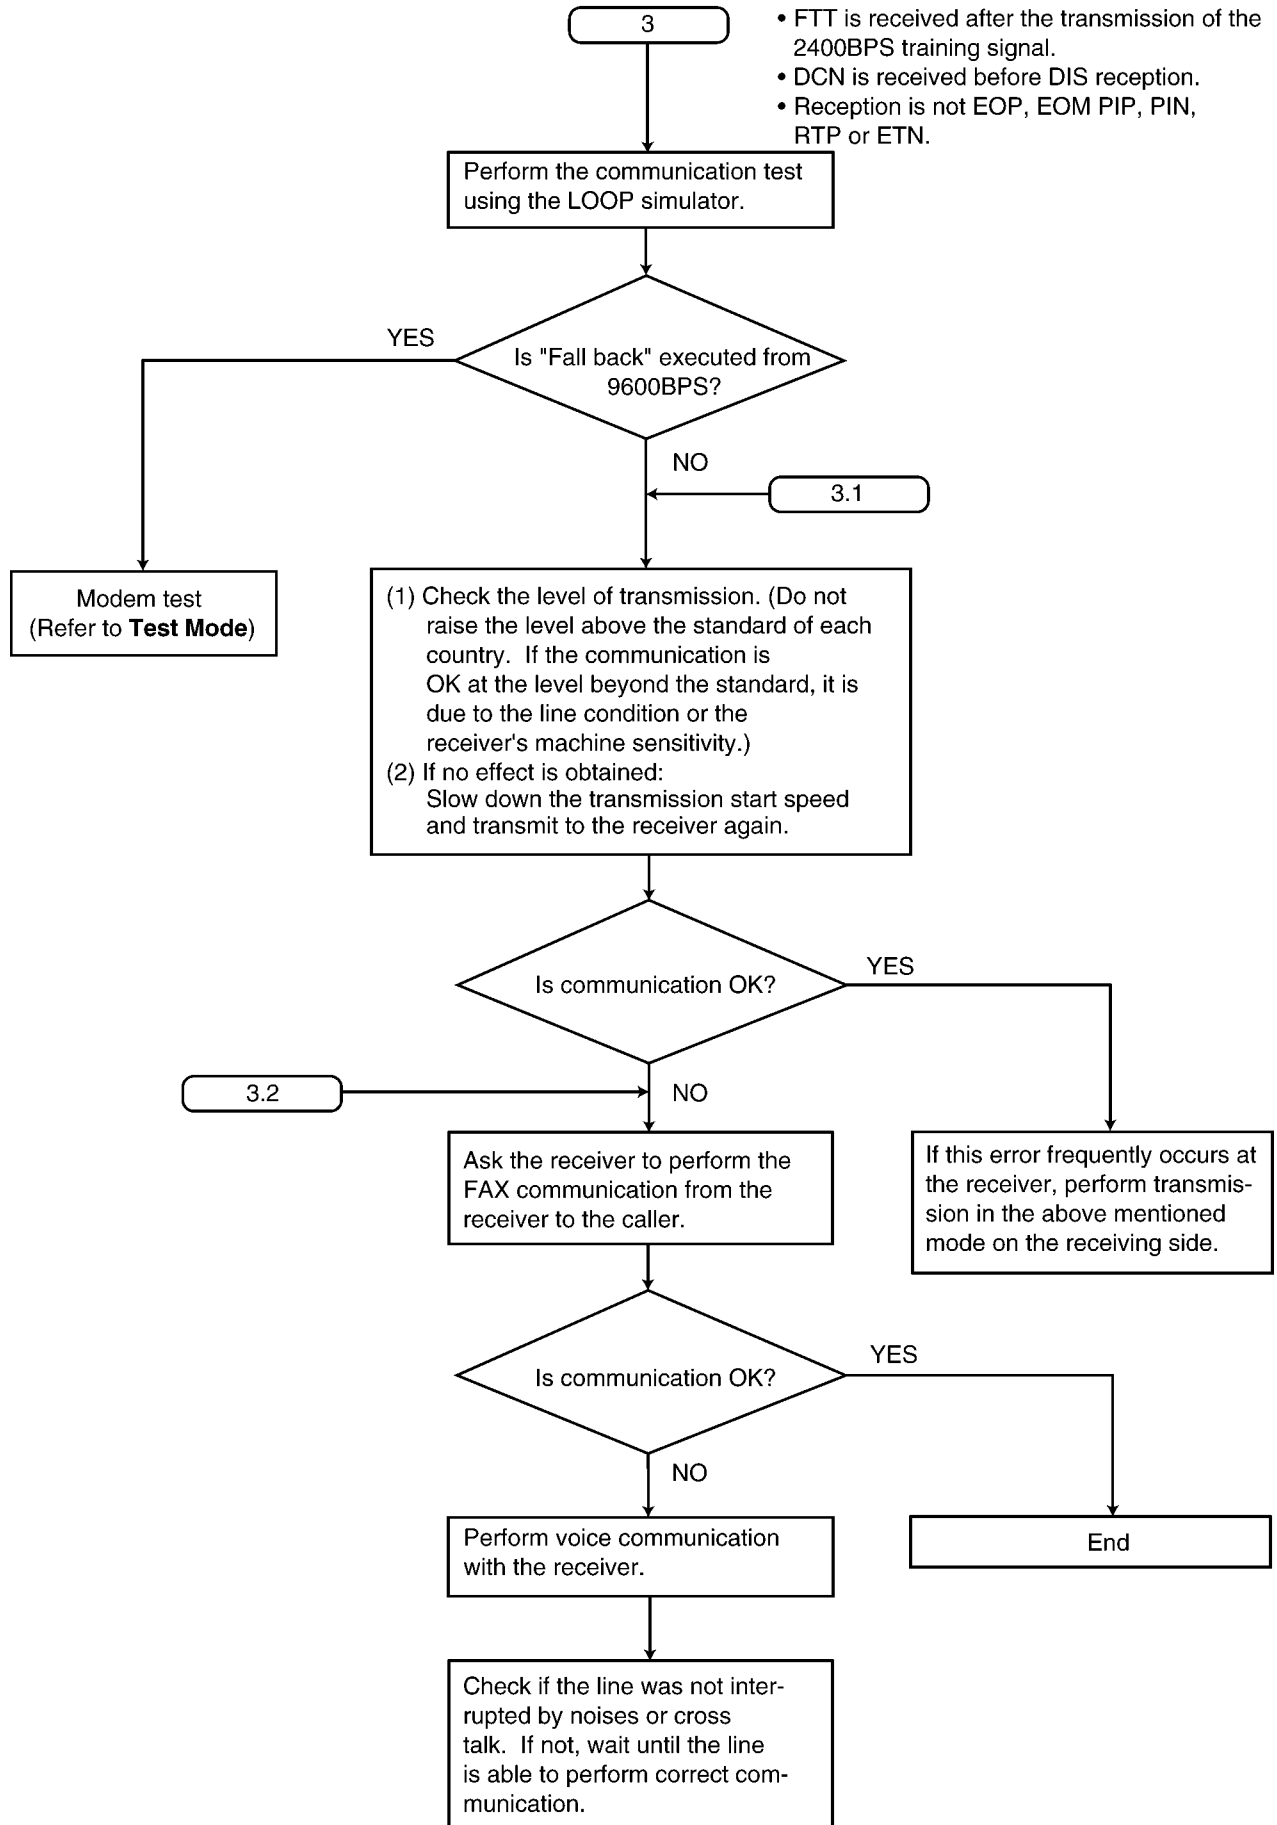 3
• FTT is received after the transmission of the
2400BPS training signal.
• DCN is received before DIS reception.
• Reception is not EOP, EOM PIP, PIN,
RTP or ETN.
Perform the communication test
using the LOOP simulator.
YES
Is "Fall back" executed from
9600BPS?
NO
3.1
Modem test
(Refer to Test Mode)
(1) Check the level of transmission. (Do not
raise the level above the standard of each
country.  If the communication is
OK at the level beyond the standard, it is
due to the line condition or the
receiver's machine sensitivity.)
(2) If no effect is obtained:
Slow down the transmission start speed
and transmit to the receiver again.
Is communication OK?
YES
3.2
NO
Ask the receiver to perform the
FAX communication from the
receiver to the caller.
If this error frequently occurs at
the receiver, perform transmis-
sion in the above mentioned
mode on the receiving side.
Is communication OK?
YES
NO
Perform voice communication
with the receiver.
End
Check if the line was not inter-
rupted by noises or cross
talk.  If not, wait until the line
is able to perform correct com-
munication.